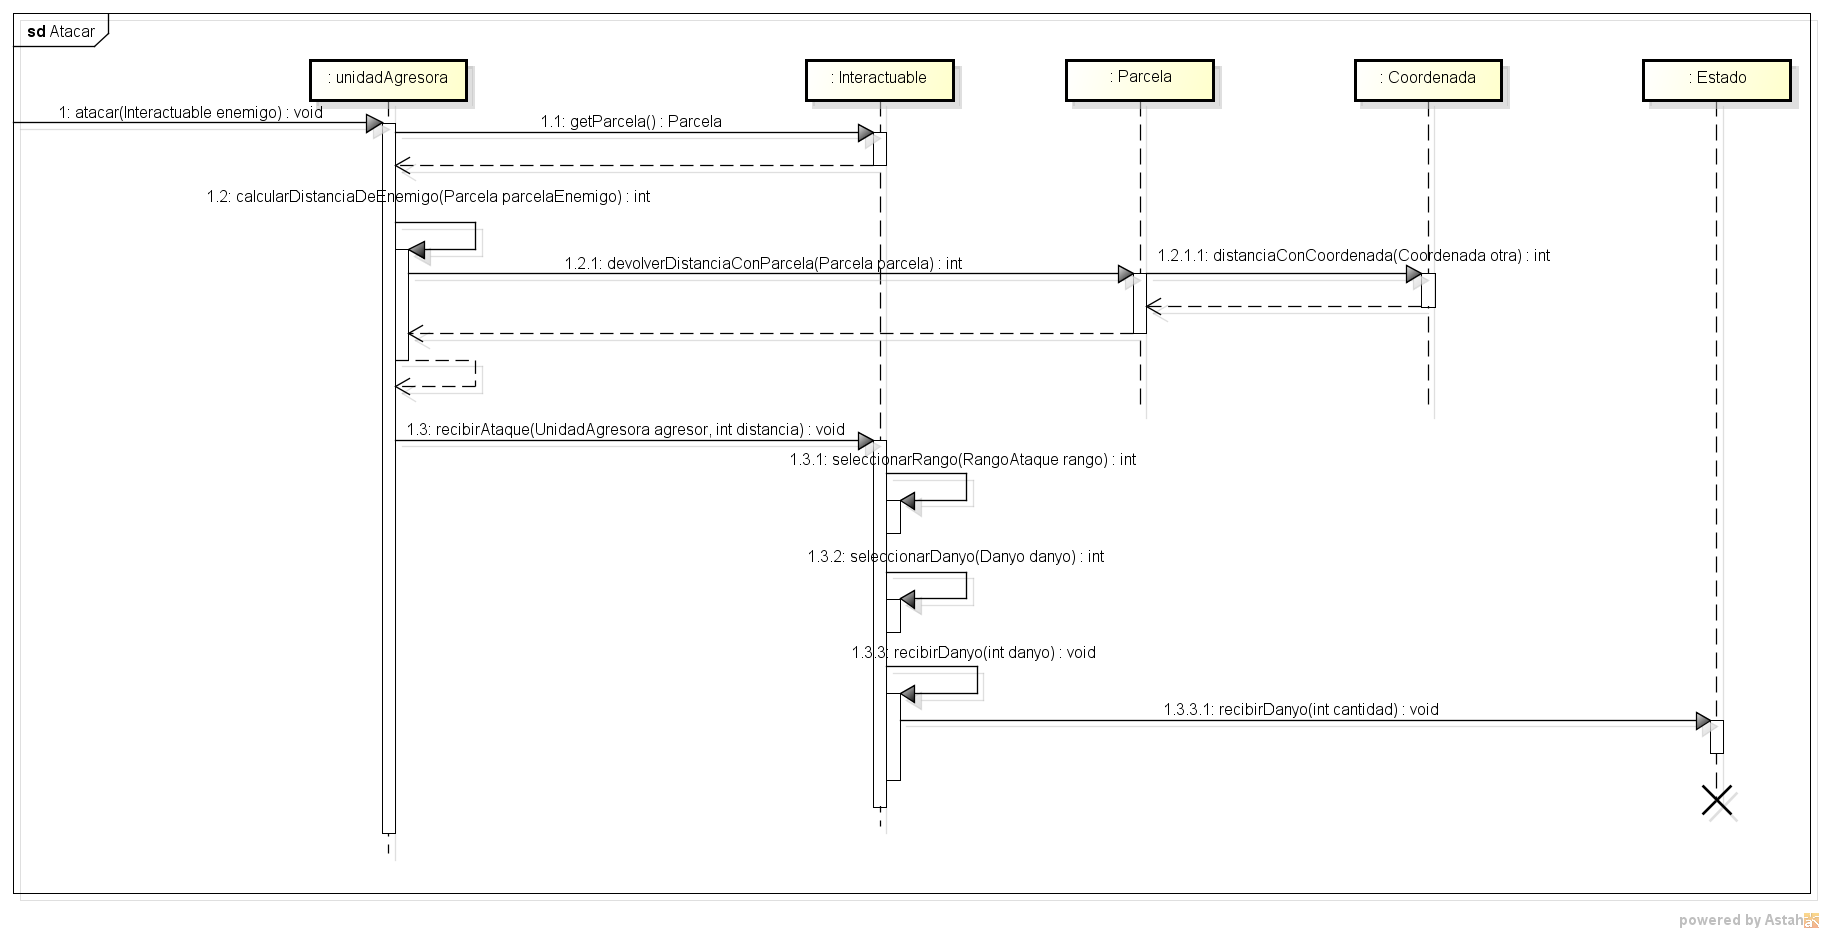 sd Atacar
: unidadAgresora
: Interactuable
: Parcela
: Coordenada
: Estado
1: atacar(Interactuable enemigo) : void
1.1: getParcela() : Parcela
1.2: calcularDistanciaDeEnemigo(Parcela parcelaEnemigo) : int
1.2.1: devolverDistanciaConParcela(Parcela parcela) : int
1.2.1.1: distanciaConCoordenada(Coordenada otra) : int
1.3: recibirAtaque(UnidadAgresora agresor, int distancia) : void
1.3.1: seleccionarRango(RangoAtaque rango) : int
1.3.2: seleccionarDanyo(Danyo danyo) : int
1.3.3: recibirDanyo(int danyo) : void
1.3.3.1: recibirDanyo(int cantidad) : void
powered by Astah